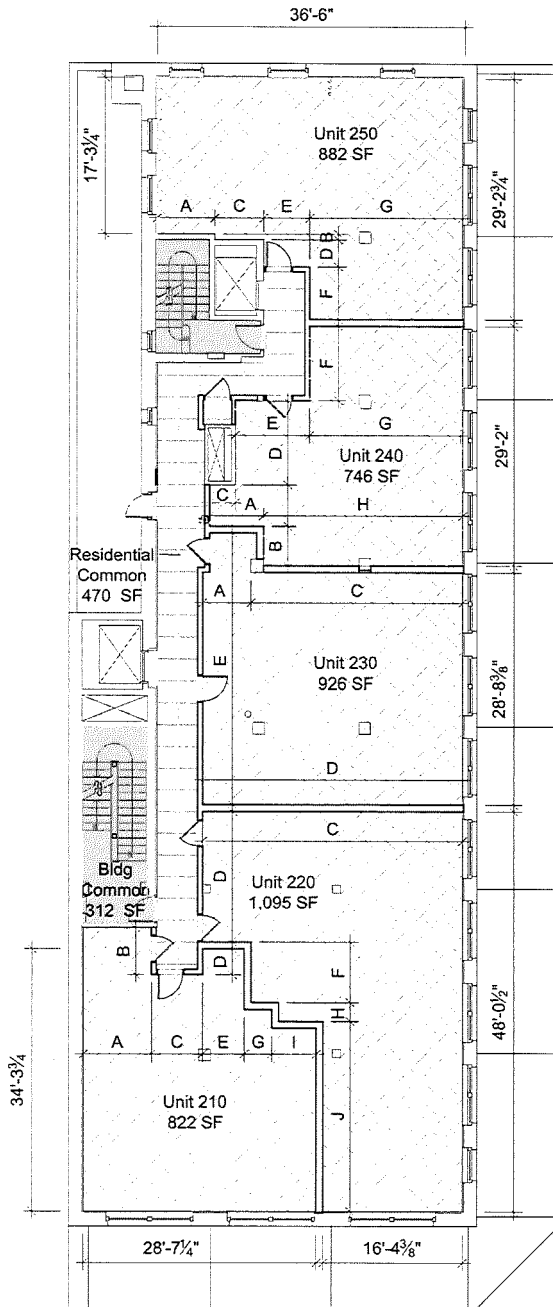 36'-6"
Unit 250
882 SF
17'-3¼"
29'-2¾"
A
C
E
G
B
D
F
F
E
G
29'-2"
D
Unit 240
746 SF
C
A
H
B
Residential
Common
470 SF
A
C
E
Unit 230
926 SF
28'-8⅜"
D
C
Bldg
Common
312 SF
D
Unit 220
1,095 SF
B
D
F
H
48'-0½"
A
C
E
G
I
34'-3¾"
Unit 210
822 SF
J
28'-7¼"
16'-4⅜"